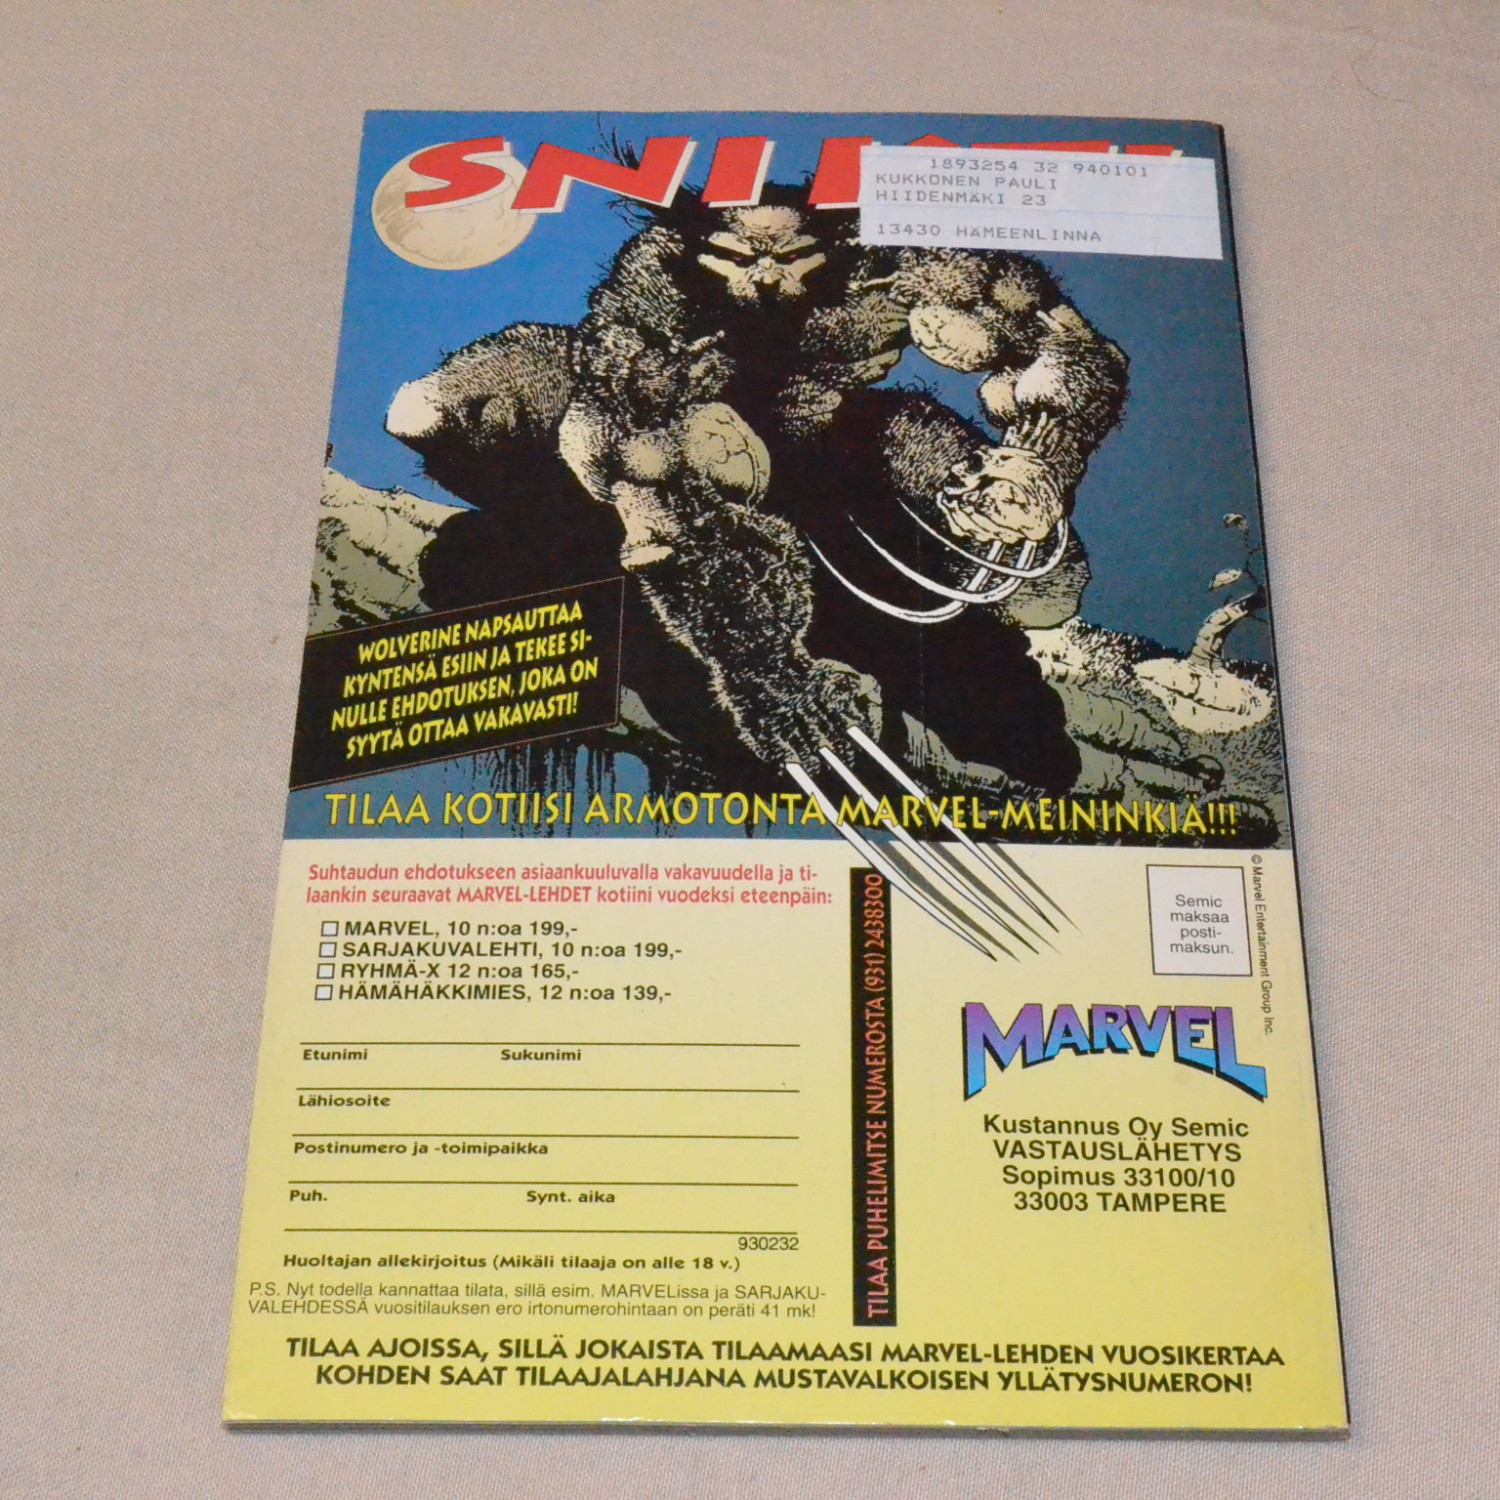 1893254 32 940101
KUKKONEN PAULI
HIIDENMÄKI 23
13430 HÄMEENLINNA
WOLVERINE NAPSAUTTAA
KYNTENSÄ ESIIN JA TEKEE SI-
NULLE EHDOTUKSEN, JOKA ON
SYYTÄ OTTAA VAKAVASTI!
TILAA KOTIISI ARMOTONTA MARVEL-MEININKIÄ!!!
Suhtaudun ehdotukseen asiaankuuluvalla vakavuudella ja ti-
laankin seuraavat MARVEL-LEHDET kotiini vuodeksi eteenpäin:
MARVEL, 10 n:oa 199,-
SARJAKUVALEHTI, 10 n:oa 199,-
RYHMÄ-X 12 n:oa 165,-
HÄMÄHÄKKIMIES, 12 n:oa 139,-
Etunimi Sukunimi
Lähiosoite
Postinumero ja -toimipaikka
Puh. Synt. aika
930232
Huoltajan allekirjoitus (Mikäli tilaaja on alle 18 v.)
P.S. Nyt todella kannattaa tilata, sillä esim. MARVELissa ja SARJAKU-
VALEHDESSÄ vuositilauksen ero irtonumerohintaan on peräti 41 mk!
TILAA PUHELIMITSE NUMEROSTA (931) 2438300
Semic
maksaa
posti-
maksun.
© Marvel Entertainment Group Inc.
MARVEL
Kustannus Oy Semic
VASTAUSLÄHETYS
Sopimus 33100/10
33003 TAMPERE
TILAA AJOISSA, SILLÄ JOKAISTA TILAAMAASI MARVEL-LEHDEN VUOSIKERTAA
KOHDEN SAAT TILAAJALAHJANA MUSTAVALKOISEN YLLÄTYSNUMERON!